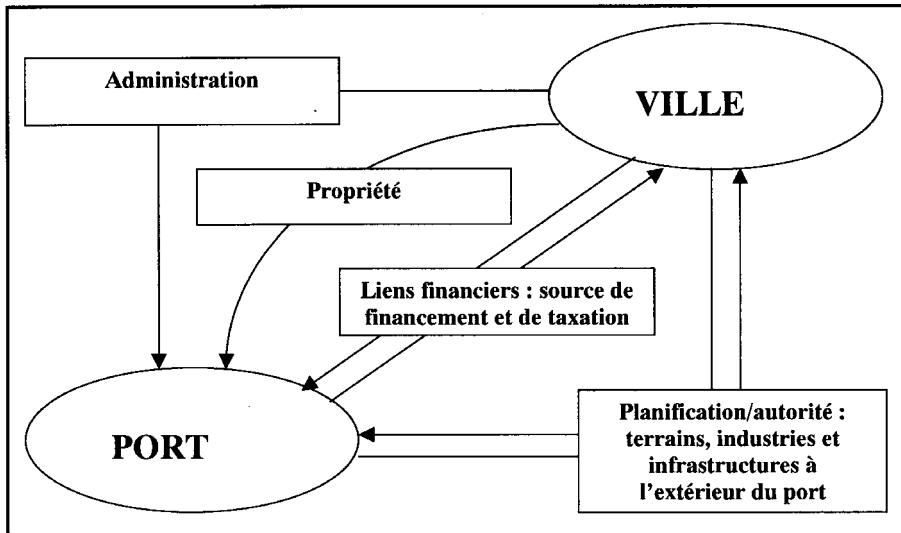 Administration
VILLE
Propriété
Liens financiers : source de
financement et de taxation
Planification/autorité :
terrains, industries et
infrastructures à
l'extérieur du port
PORT